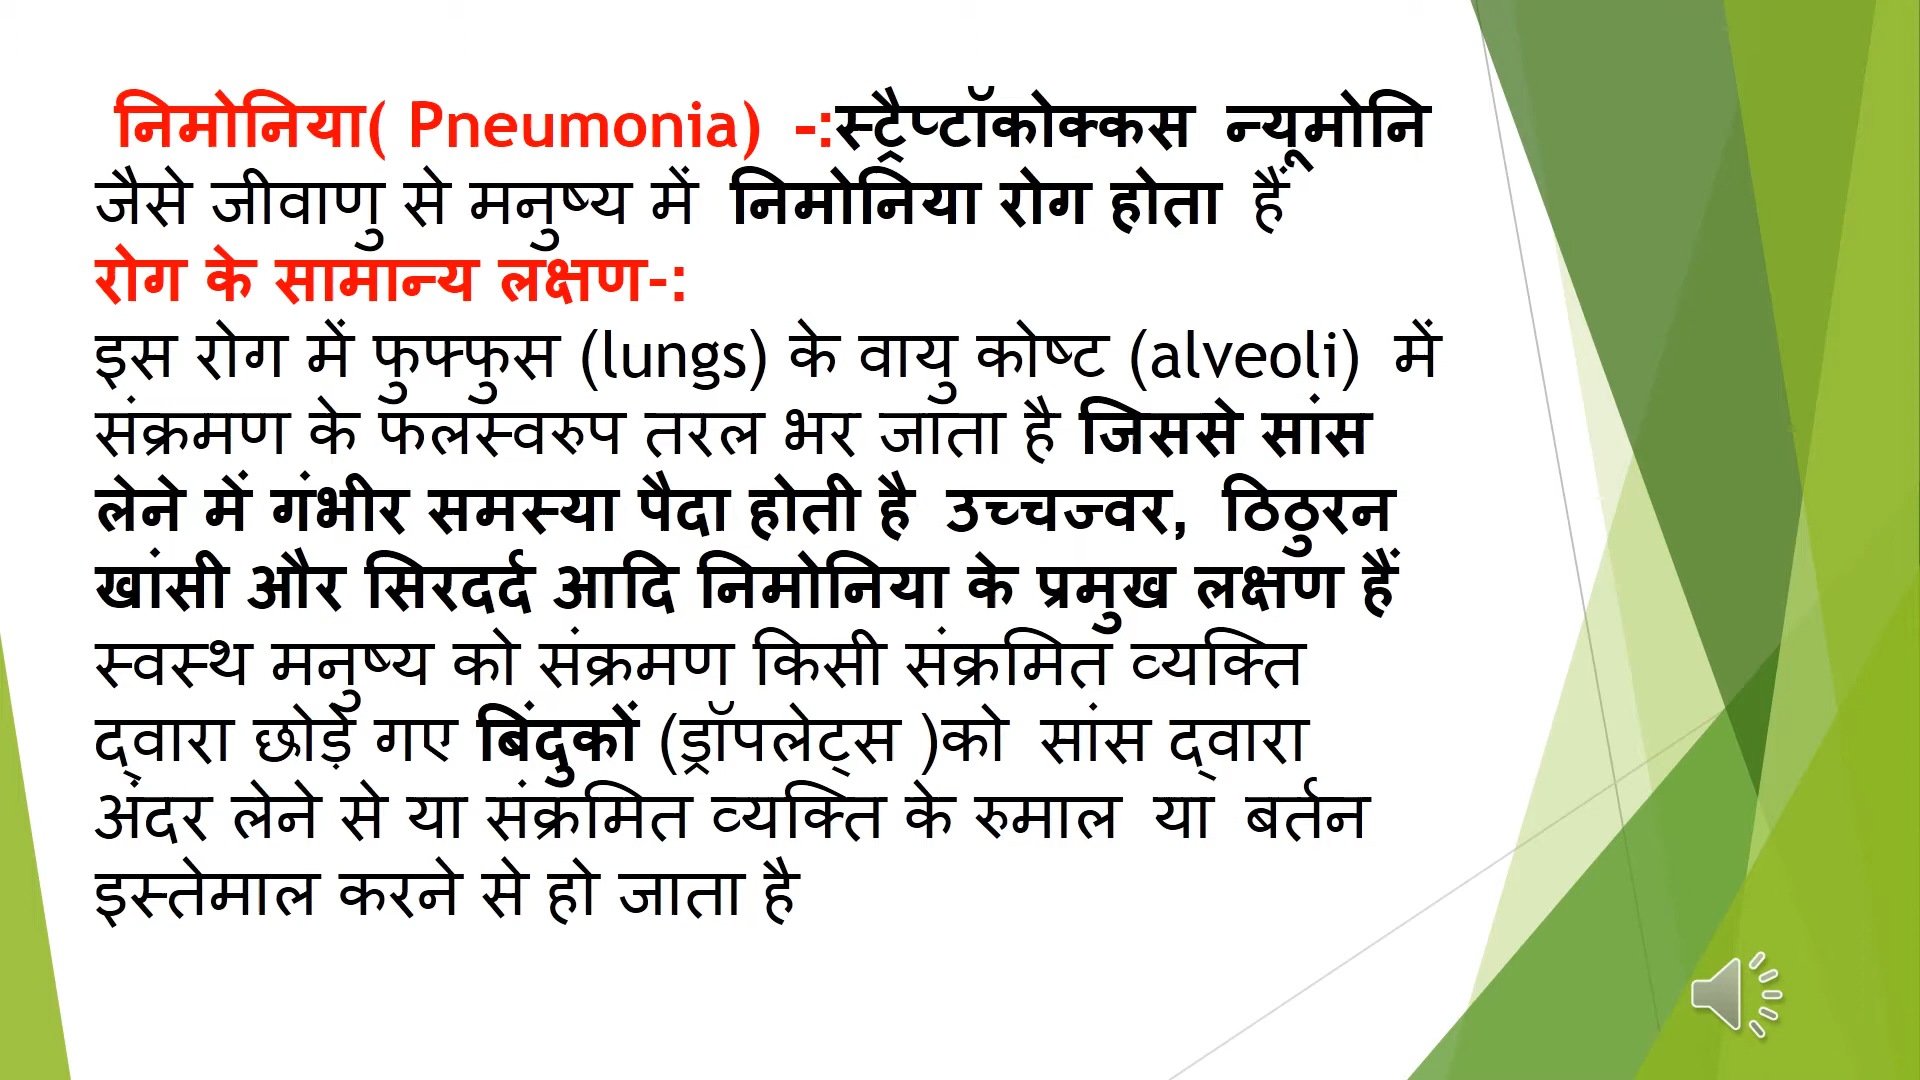 निमोनिया( Pneumonia) -:स्ट्रैप्टॉकोक्कस न्यूमोनि
जैसे जीवाणु से मनुष्य में निमोनिया रोग होता हैं
रोग के सामान्य लक्षण-:
इस रोग में फुफ्फुस (lungs) के वायु कोष्ट (alveoli) में
संक्रमण के फलस्वरुप तरल भर जाता है जिससे सांस
लेने में गंभीर समस्या पैदा होती है उच्चज्वर, ठिठुरन
खांसी और सिरदर्द आदि निमोनिया के प्रमुख लक्षण हैं
स्वस्थ मनुष्य को संक्रमण किसी संक्रमित व्यक्ति
द्वारा छोड़े गए बिंदुकों (ड्रॉपलेट्स )को सांस द्वारा
अंदर लेने से या संक्रमित व्यक्ति के रुमाल या बर्तन
इस्तेमाल करने से हो जाता है